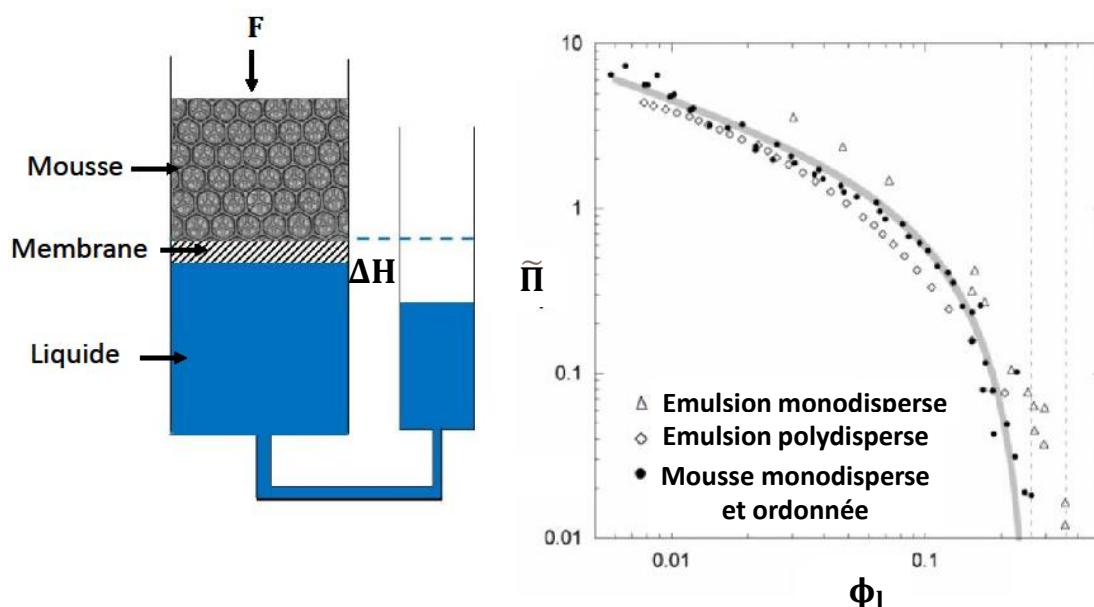 F
Mousse
Membrane
ΔH
Liquide
10
1
Π̃
0.1
0.01
△ Emulsion monodisperse
◇ Emulsion polydisperse
● Mousse monodisperse
et ordonnée
0.01
0.1
ϕl